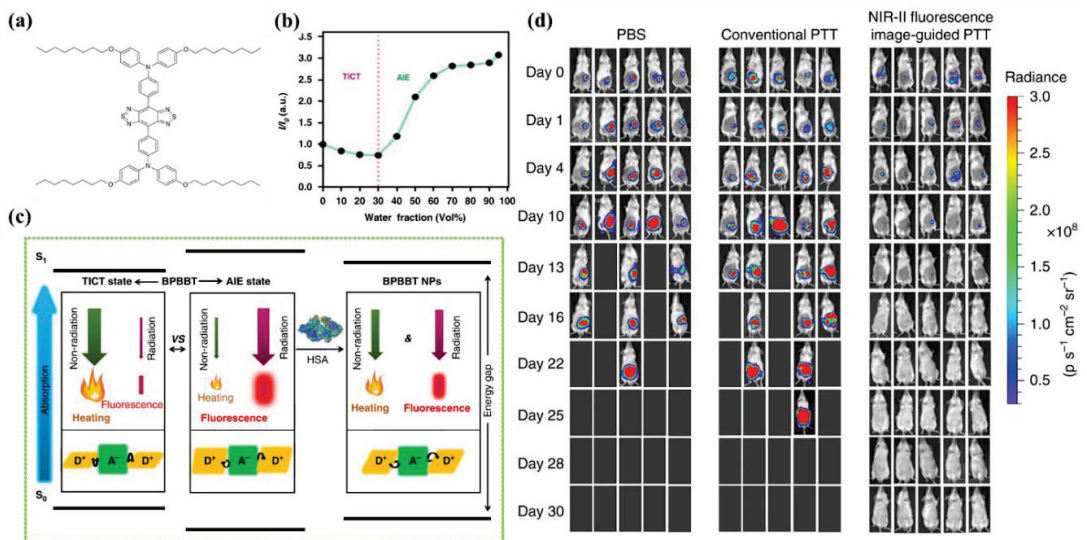 (a)
OC8
(b)
I/I0 (a.u.)
3.5
3.0
2.5
2.0
1.5
1.0
0.5
0.0
TICT
AIE
0 10 20 30 40 50 60 70 80 90 100
Water fraction (Vol%)
(c)
S1
S0
Absorption
TICT state
BPBBT
AIE state
BPBBT NPs
Non-radiation
Radiation
Heating
Fluorescence
VS
Non-radiation
Radiation
Heating
Fluorescence
HSA
Non-radiation
&
Radiation
Heating
Fluorescence
Energy gap
D+ A− D+
D+ A− D+
D+ A− D+
(d)
PBS
Conventional PTT
NIR-II fluorescence
image-guided PTT
Day 0
Day 1
Day 4
Day 10
Day 13
Day 16
Day 22
Day 25
Day 28
Day 30
Radiance
3.0
2.5
2.0
1.5
1.0
0.5
×10⁸
(p s⁻¹ cm⁻² sr⁻¹)